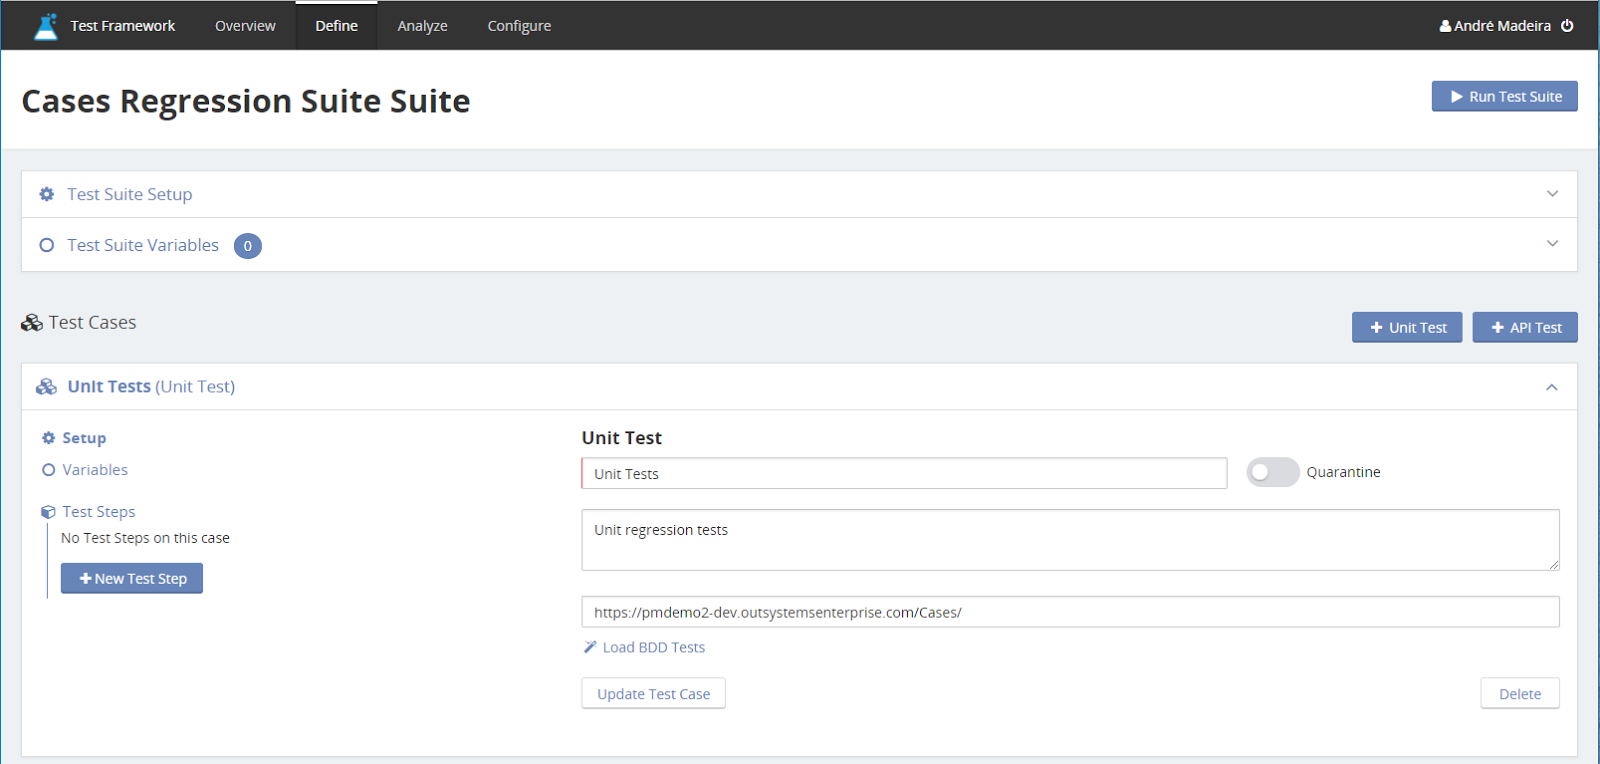 Test Framework Overview Define Analyze Configure André Madeira
Cases Regression Suite Suite
Run Test Suite
Test Suite Setup
Test Suite Variables 0
Test Cases
Unit Test API Test
UnIt Tests (Unit Test)
Setup
Variables
Test Steps
No Test Steps on this case
New Test Step
Unit Test
Unit Tests
Quarantine
Unit regression tests
https://pmdemo2-dev.outsystemsenterprise.com/Cases/
Load BDD Tests
Update Test Case
Delete